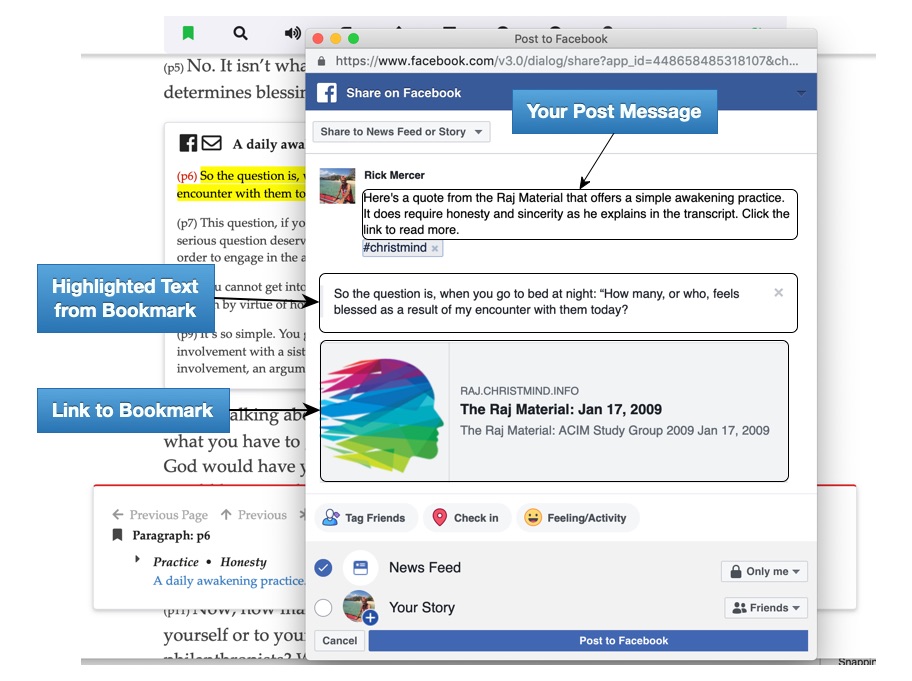 Post to Facebook
https://www.facebook.com/v3.0/dialog/share?app_id=448658485318107&ch...
Share on Facebook
Your Post Message
Share to News Feed or Story
Rick Mercer
Here's a quote from the Raj Material that offers a simple awakening practice.
It does require honesty and sincerity as he explains in the transcript. Click the
link to read more.
#christmind ×
Highlighted Text
from Bookmark
So the question is, when you go to bed at night: “How many, or who, feels
blessed as a result of my encounter with them today?
Link to Bookmark
RAJ.CHRISTMIND.INFO
The Raj Material: Jan 17, 2009
The Raj Material: ACIM Study Group 2009 Jan 17, 2009
Tag Friends
Check in
Feeling/Activity
News Feed
Only me
Your Story
Friends
Cancel
Post to Facebook
(p5) No. It isn't wha
determines blessin
A daily awa
(p6) So the question is,
encounter with them to
(p7) This question, if yo
serious question deserv
order to engage in the a
u cannot get into
by virtue of ho
(p9) It's so simple. You
involvement with a sist
involvement, an argum
alking abo
what you have to
God would have y
← Previous Page ↑ Previous
Paragraph: p6
Practice • Honesty
A daily awakening practice.
(p11) Now, how ma
yourself or to your
philanthropists? W
Snappin